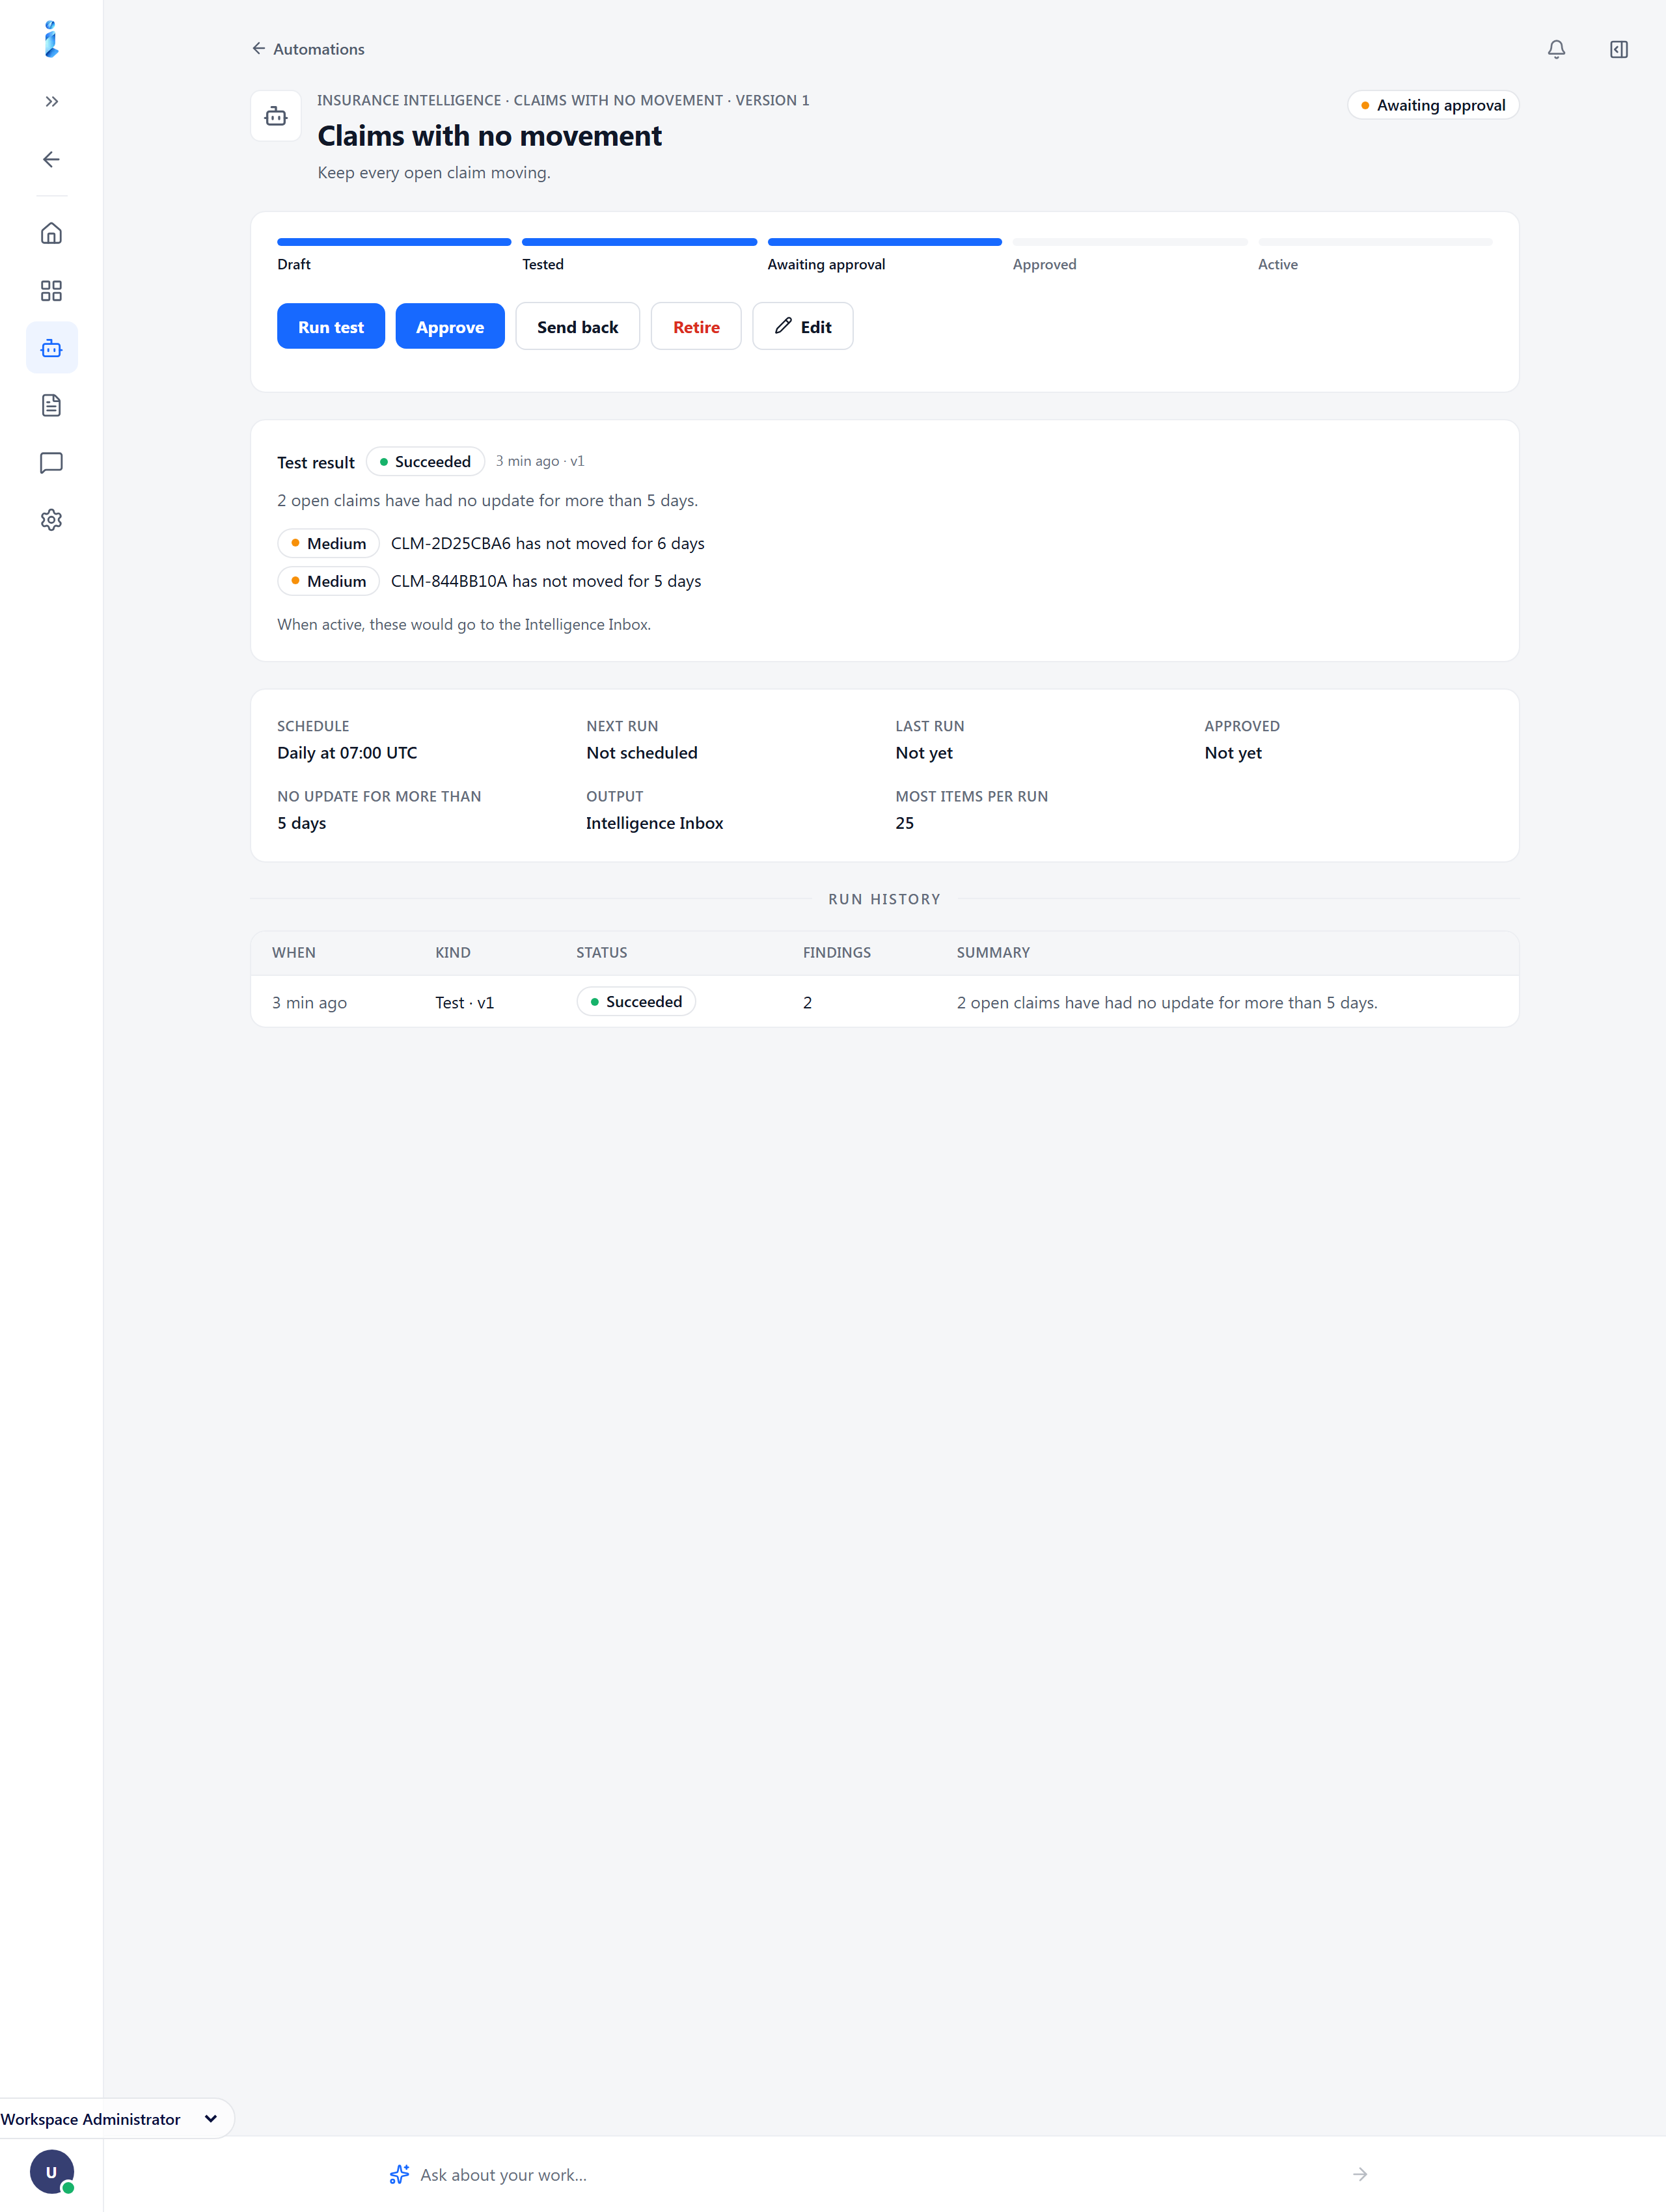 Automations
INSURANCE INTELLIGENCE · CLAIMS WITH NO MOVEMENT · VERSION 1
Awaiting approval
Claims with no movement
Keep every open claim moving.
Draft
Tested
Awaiting approval
Approved
Active
Run test
Approve
Send back
Retire
Edit
Test result
Succeeded
3 min ago · v1
2 open claims have had no update for more than 5 days.
Medium
CLM-2D25CBA6 has not moved for 6 days
Medium
CLM-844BB10A has not moved for 5 days
When active, these would go to the Intelligence Inbox.
SCHEDULE
Daily at 07:00 UTC
NEXT RUN
Not scheduled
LAST RUN
Not yet
APPROVED
Not yet
NO UPDATE FOR MORE THAN
5 days
OUTPUT
Intelligence Inbox
MOST ITEMS PER RUN
25
RUN HISTORY
WHEN
KIND
STATUS
FINDINGS
SUMMARY
3 min ago
Test · v1
Succeeded
2
2 open claims have had no update for more than 5 days.
Workspace Administrator
U
Ask about your work...